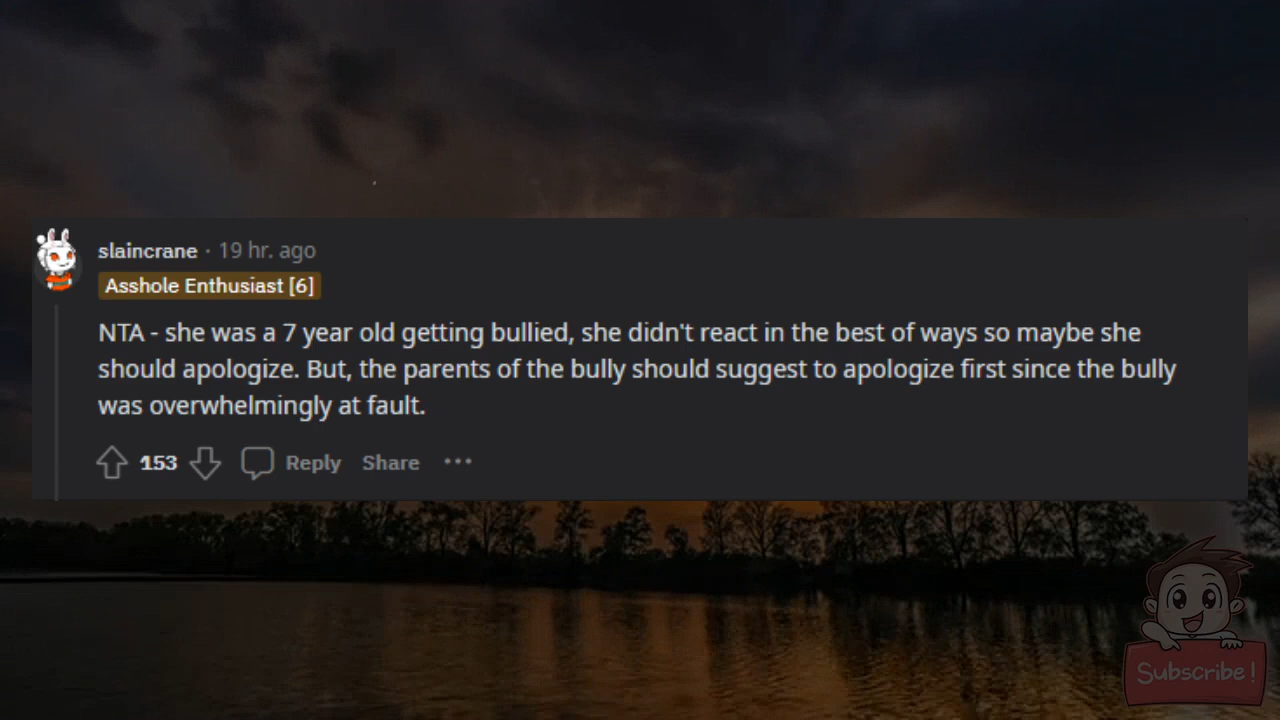 slaincrane · 19 hr. ago
Asshole Enthusiast [6]
NTA - she was a 7 year old getting bullied, she didn't react in the best of ways so maybe she
should apologize. But, the parents of the bully should suggest to apologize first since the bully
was overwhelmingly at fault.
153 Reply Share ···
Subscribe!